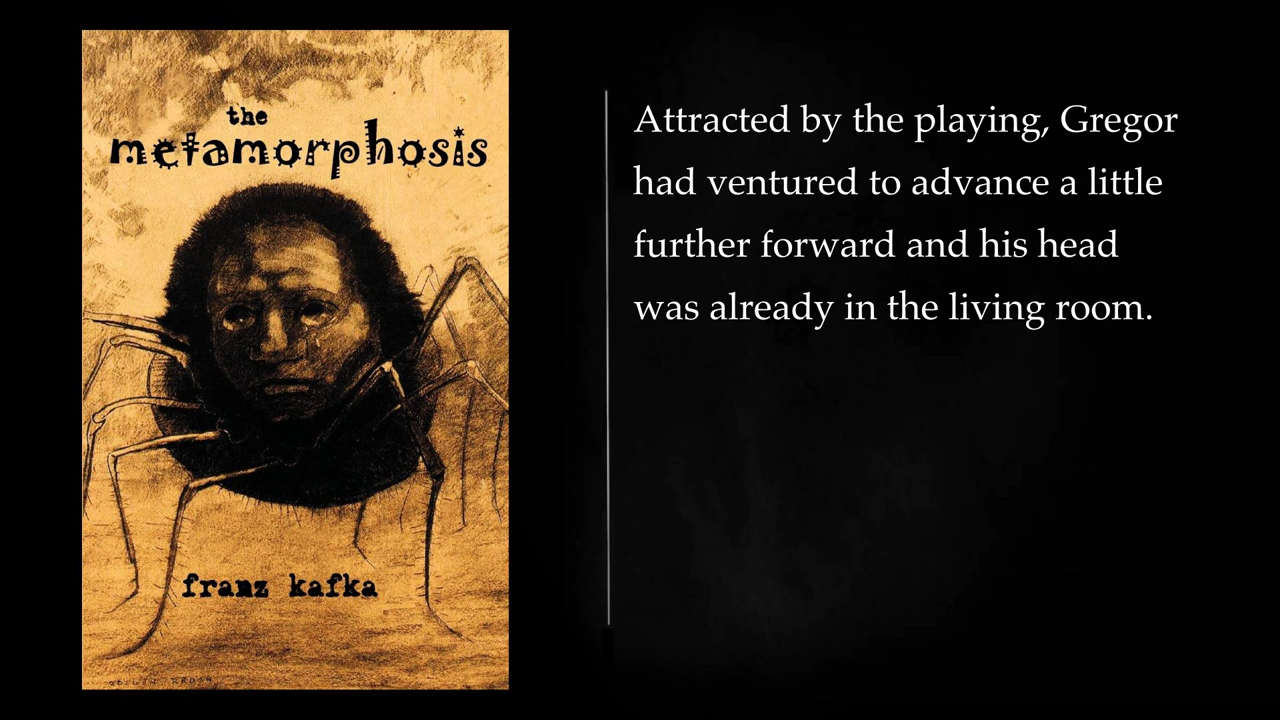 the
metamorphosis
franz kafka
Attracted by the playing, Gregor
had ventured to advance a little
further forward and his head
was already in the living room.